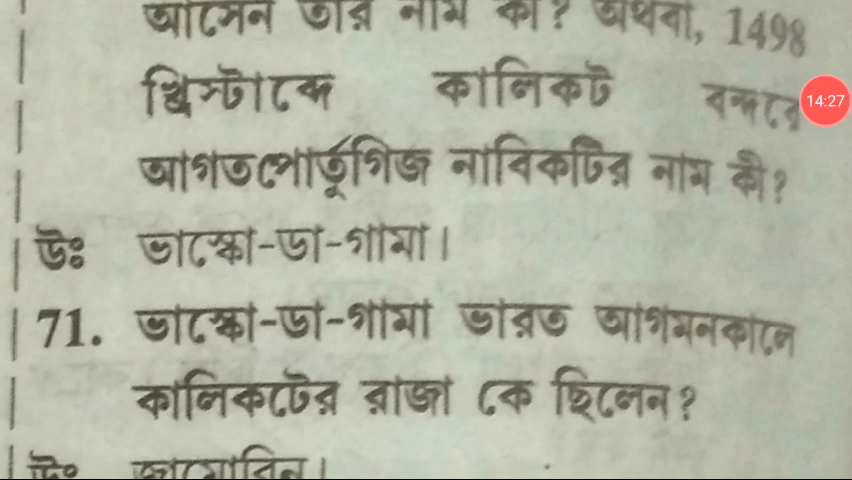 আসেন তার নাম কী? অথবা, 1498
খ্রিস্টাব্দে কালিকট বন্দরে
14:27
আগতপোর্তুগিজ নাবিকটির নাম কী?
উঃ ভাস্কো-ডা-গামা।
71. ভাস্কো-ডা-গামা ভারত আগমনকালে
কালিকটের রাজা কে ছিলেন?
উঃ জামোরিন।